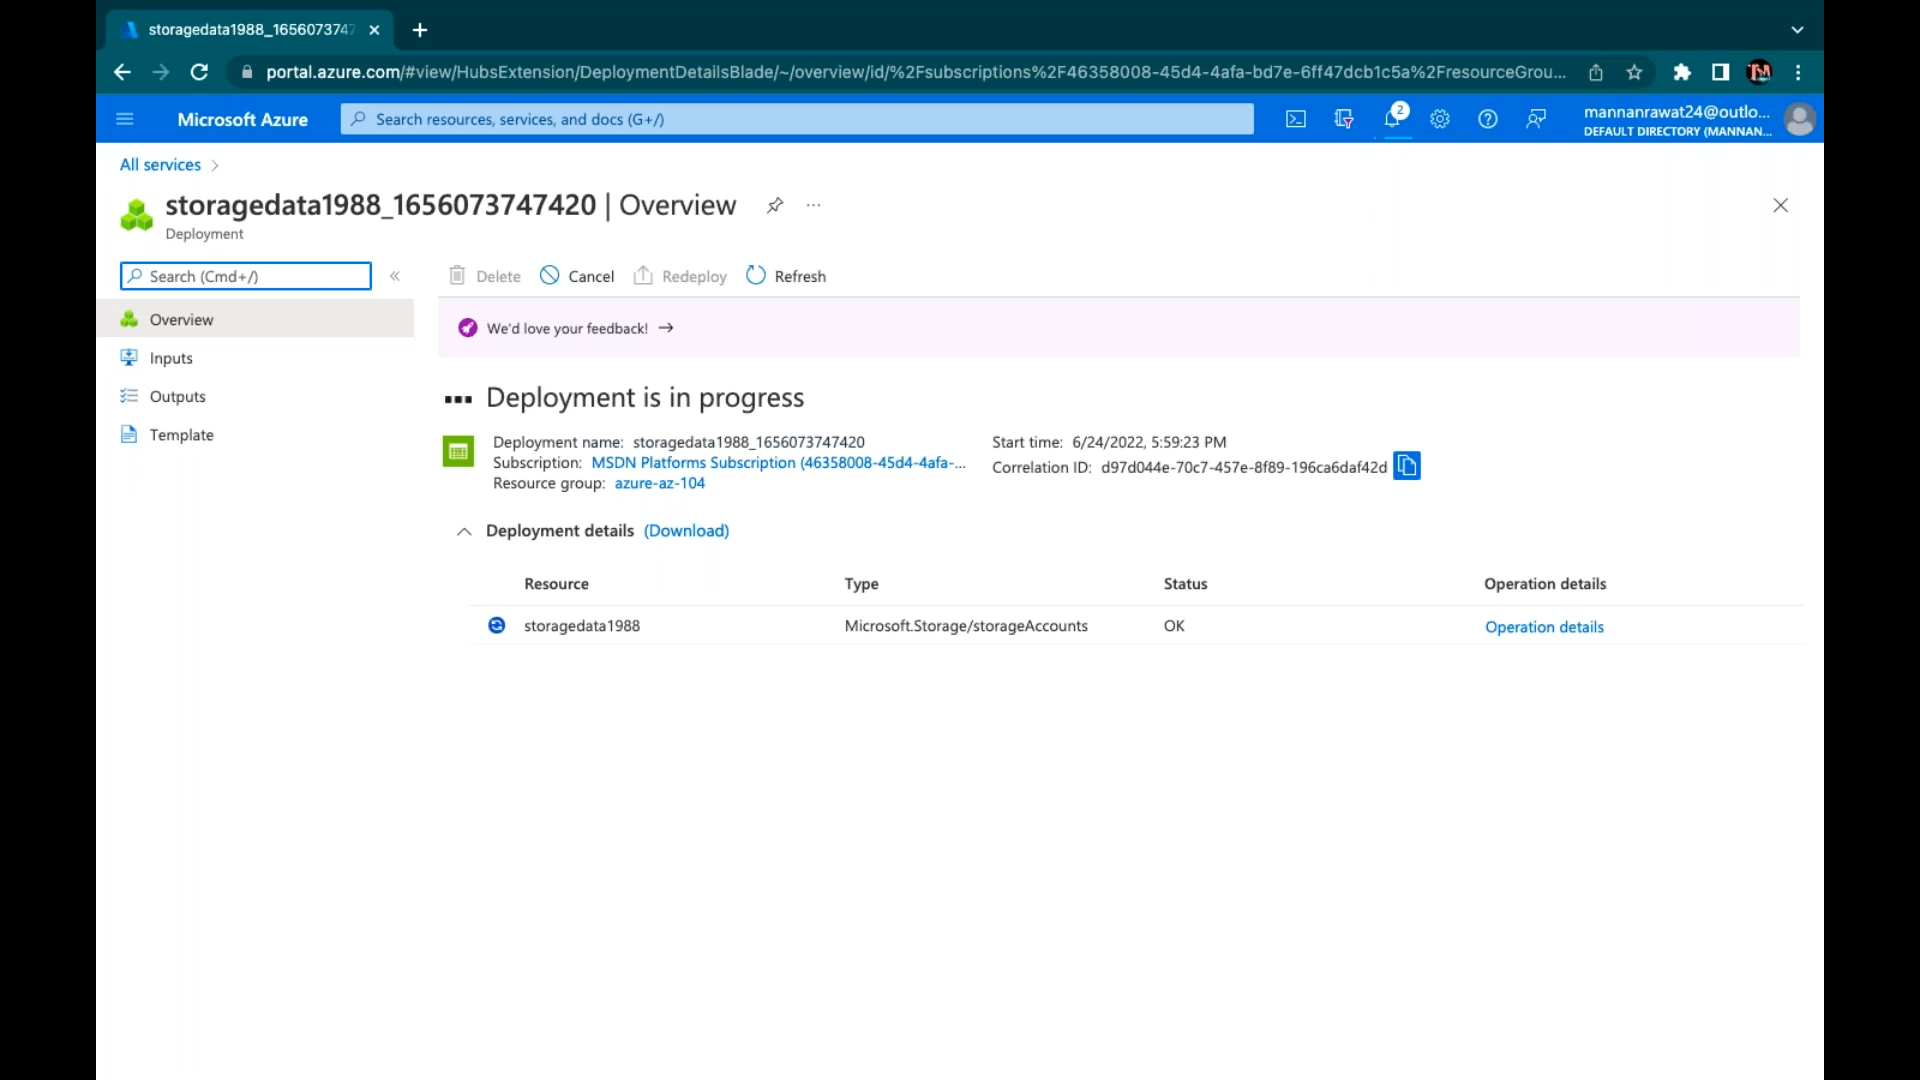 storagedata1988_1656073747
portal.azure.com/#view/HubsExtension/DeploymentDetailsBlade/~/overview/id/%2Fsubscriptions%2F46358008-45d4-4afa-bd7e-6ff47dcb1c5a%2FresourceGrou...
Microsoft Azure
Search resources, services, and docs (G+/)
2
mannanrawat24@outlo...
DEFAULT DIRECTORY (MANNAN...
All services
storagedata1988_1656073747420 | Overview
...
Deployment
Search (Cmd+/)
«
Delete
Cancel
Redeploy
Refresh
Overview
Inputs
Outputs
Template
We'd love your feedback! →
Deployment is in progress
Deployment name: storagedata1988_1656073747420
Subscription: MSDN Platforms Subscription (46358008-45d4-4afa-...
Resource group: azure-az-104
Start time: 6/24/2022, 5:59:23 PM
Correlation ID: d97d044e-70c7-457e-8f89-196ca6daf42d
Deployment details (Download)
Resource Type Status Operation details
storagedata1988 Microsoft.Storage/storageAccounts OK Operation details